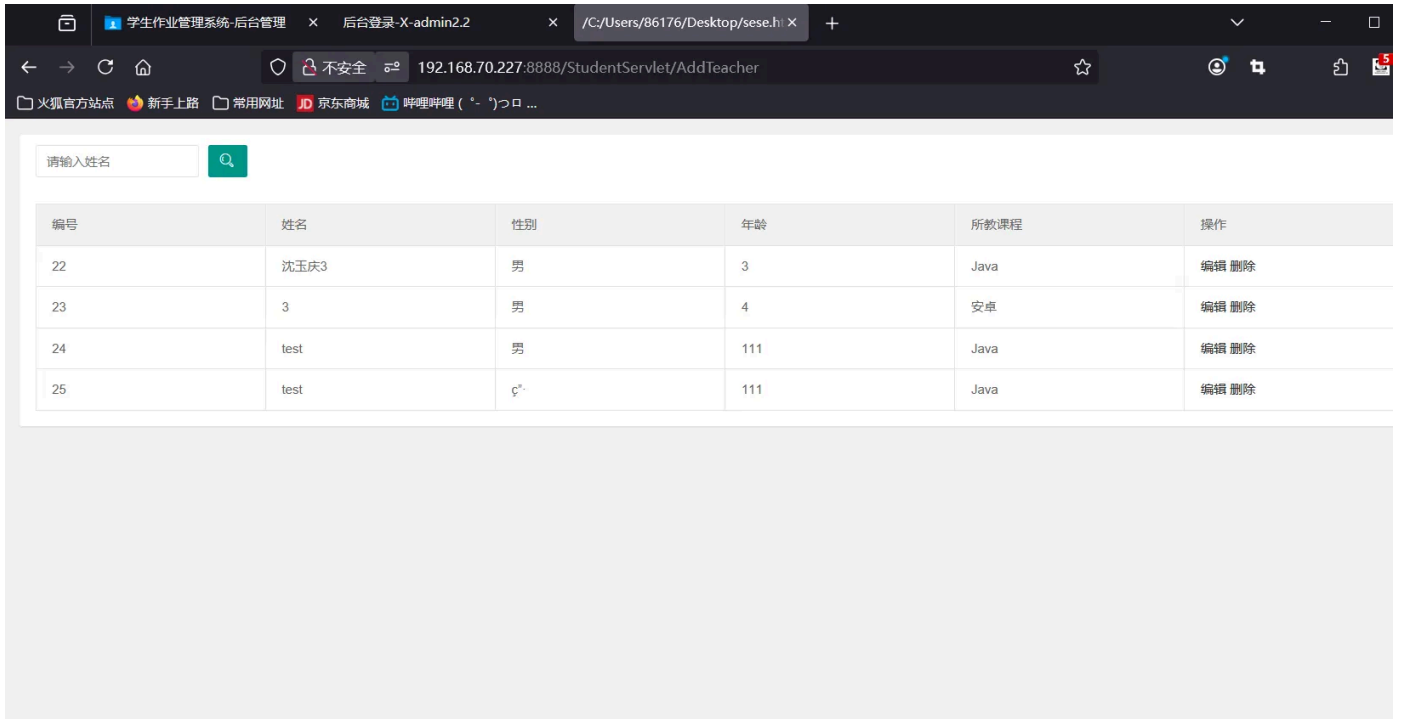 学生作业管理系统-后台管理 后台登录-X-admin2.2 /C:/Users/86176/Desktop/sese.ht
不安全 192.168.70.227:8888/StudentServlet/AddTeacher 5
火狐官方站点 新手上路 常用网址 JD 京东商城 哔哩哔哩 ( ゜- ゜)つロ ...
请输入姓名
编号 姓名 性别 年龄 所教课程 操作
22 沈玉庆3 男 3 Java 编辑 删除
23 3 男 4 安卓 编辑 删除
24 test 男 111 Java 编辑 删除
25 test ç”· 111 Java 编辑 删除